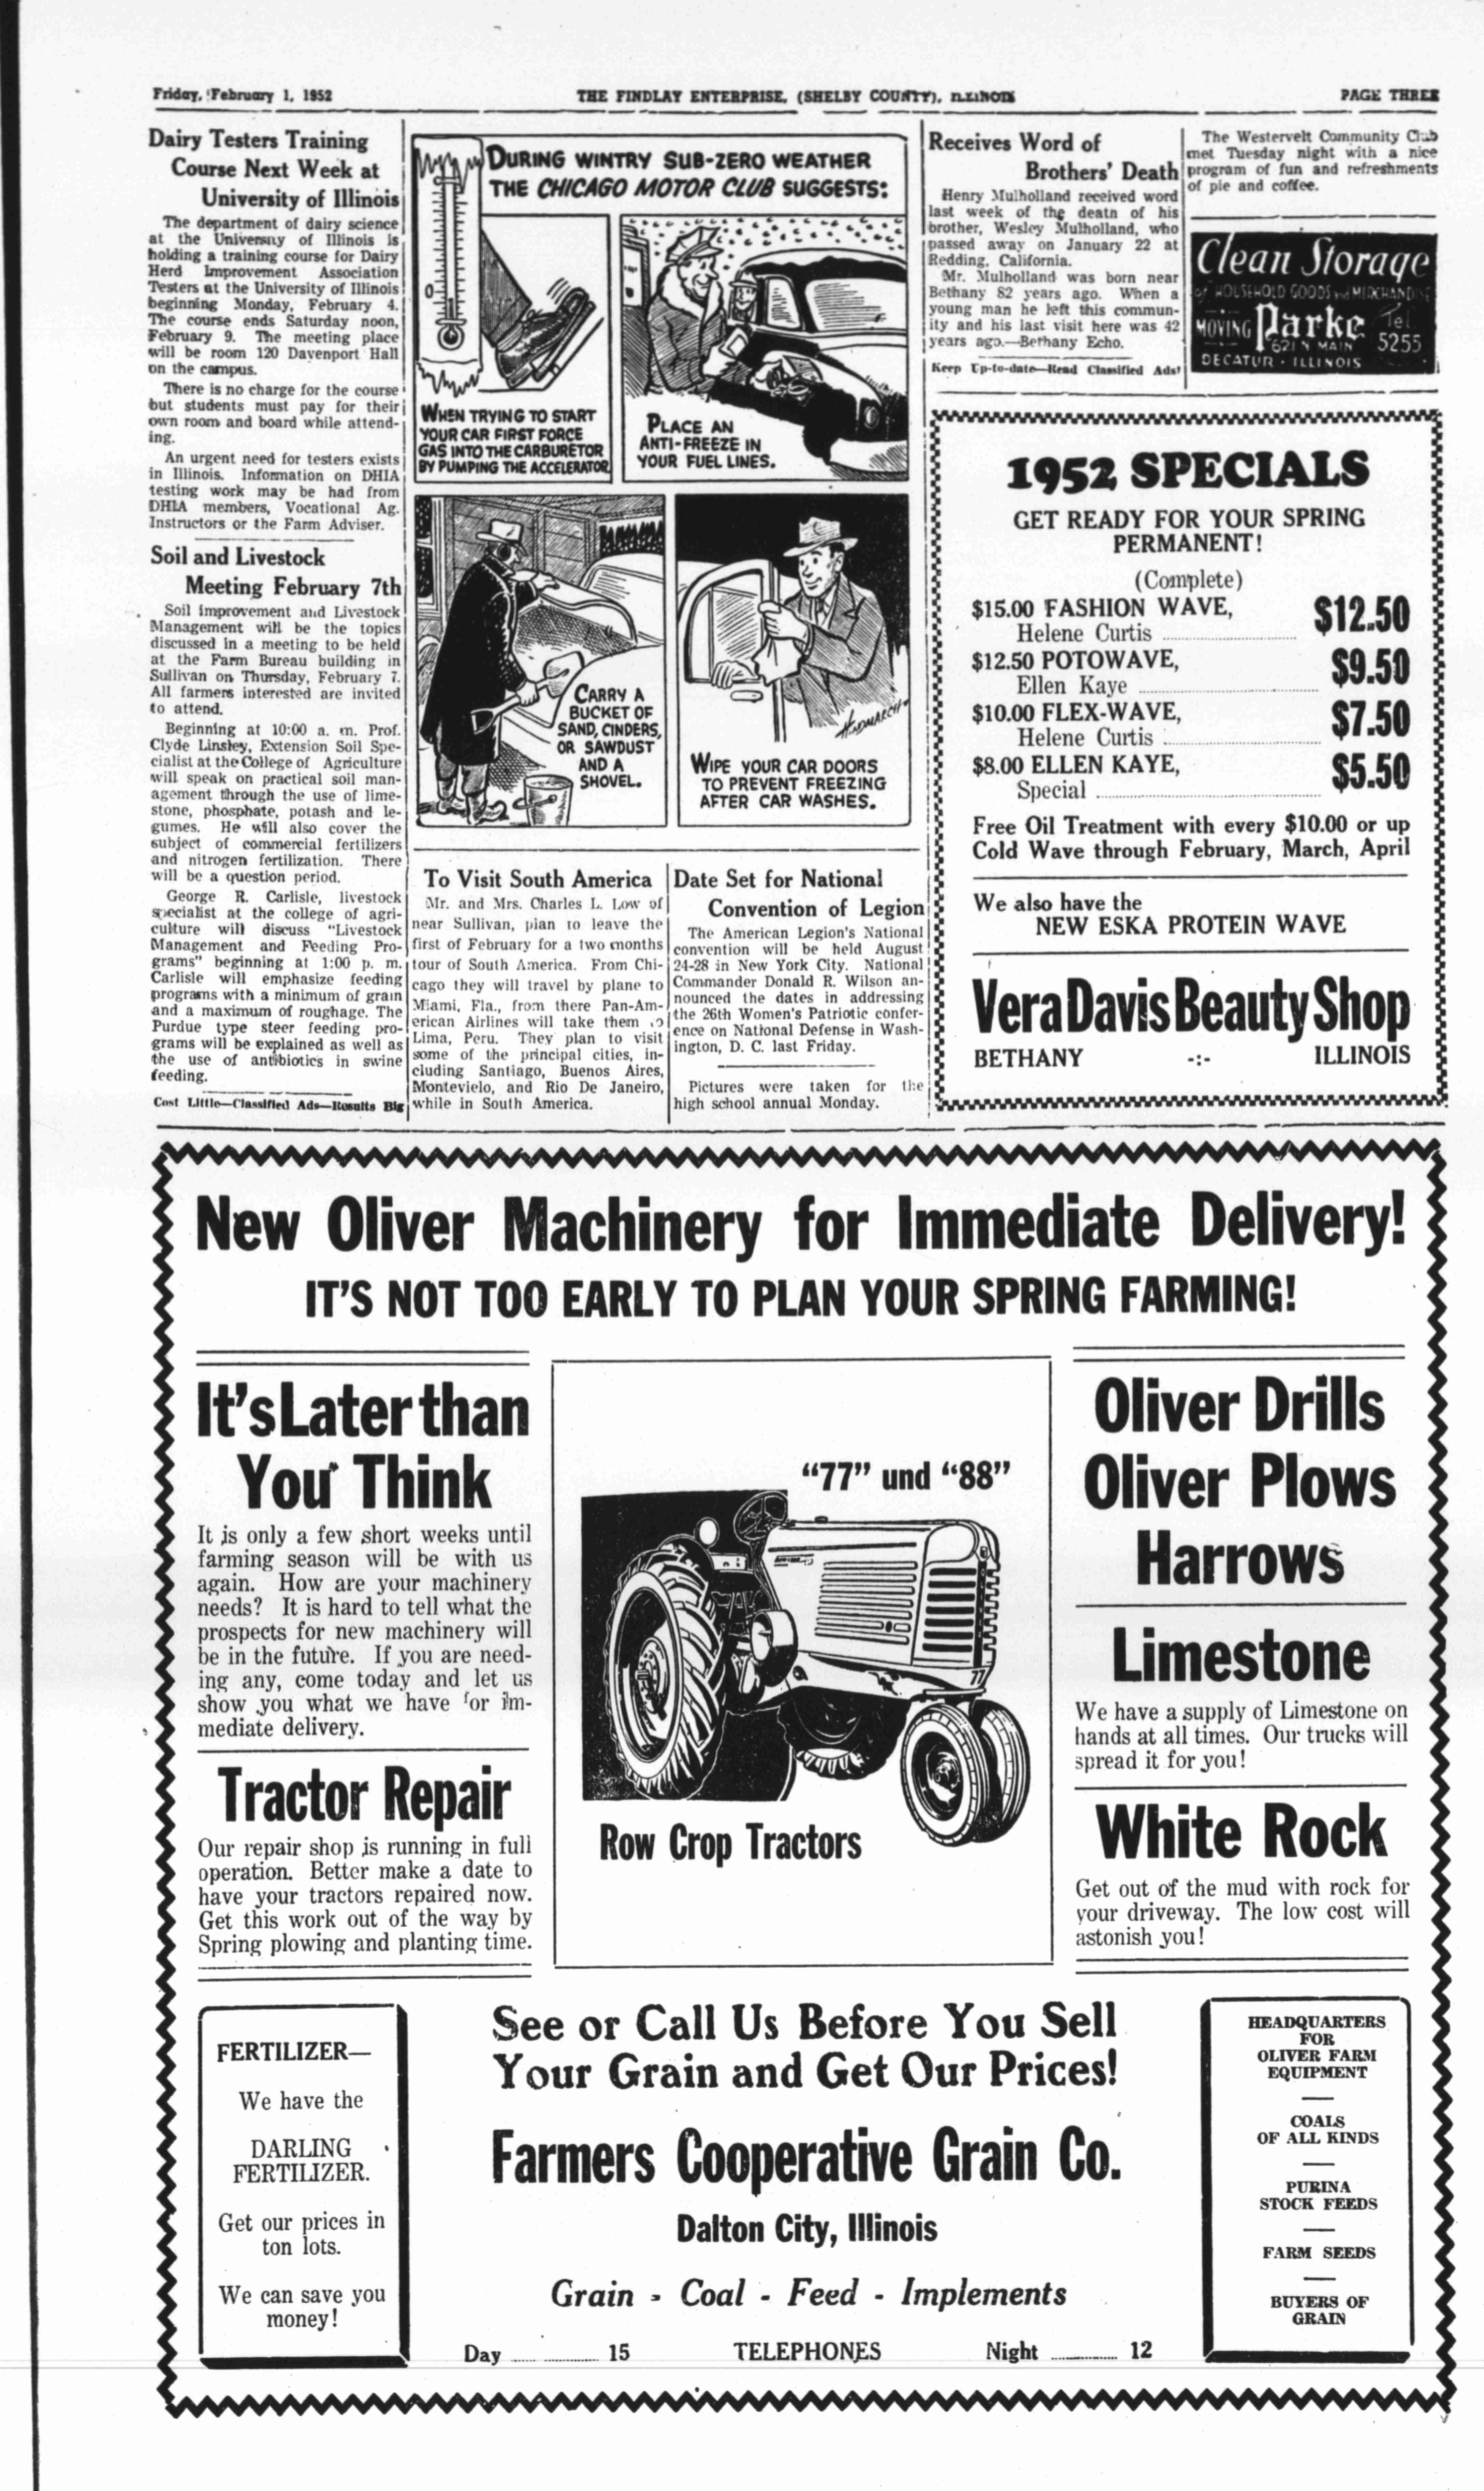 Friday, February 1, 1952
THE FINDLAY ENTERPRISE, (SHELBY COUNTY), ILLINOIS
PAGE THREE
Dairy Testers Training
Course Next Week at
University of Illinois
The department of dairy science
at the University of Illinois is
holding a training course for Dairy
Herd Improvement Association
Testers at the University of Illinois
beginning Monday, February 4.
The course ends Saturday noon,
February 9. The meeting place
will be room 120 Davenport Hall
on the campus.
There is no charge for the course
but students must pay for their
own room and board while attend-
ing.
An urgent need for testers exists
in Illinois. Information on DHIA
testing work may be had from
DHIA members, Vocational Ag.
Instructors or the Farm Adviser.
Soil and Livestock
Meeting February 7th
Soil improvement and Livestock
Management will be the topics
discussed in a meeting to be held
at the Farm Bureau building in
Sullivan on Thursday, February 7.
All farmers interested are invited
to attend.
Beginning at 10:00 a. m. Prof.
Clyde Linsley, Extension Soil Spe-
cialist at the College of Agriculture
will speak on practical soil man-
agement through the use of lime-
stone, phosphate, potash and le-
gumes. He will also cover the
subject of commercial fertilizers
and nitrogen fertilization. There
will be a question period.
George R. Carlisle, livestock
specialist at the college of agri-
culture will discuss "Livestock
Management and Feeding Pro-
grams" beginning at 1:00 p. m.
Carlisle will emphasize feeding
programs with a minimum of grain
and a maximum of roughage. The
Purdue type steer feeding pro-
grams will be explained as well as
the use of antibiotics in swine
feeding.
Cost Little—Classified Ads—Results Big
DURING WINTRY SUB-ZERO WEATHER
THE CHICAGO MOTOR CLUB SUGGESTS:
0
WHEN TRYING TO START
YOUR CAR FIRST FORCE
GAS INTO THE CARBURETOR
BY PUMPING THE ACCELERATOR
PLACE AN
ANTI-FREEZE IN
YOUR FUEL LINES.
CARRY A
BUCKET OF
SAND, CINDERS,
OR SAWDUST
AND A
SHOVEL.
WIPE YOUR CAR DOORS
TO PREVENT FREEZING
AFTER CAR WASHES.
To Visit South America
Mr. and Mrs. Charles L. Low of
near Sullivan, plan to leave the
first of February for a two months
tour of South America. From Chi-
cago they will travel by plane to
Miami, Fla., from there Pan-Am-
erican Airlines will take them to
Lima, Peru. They plan to visit
some of the principal cities, in-
cluding Santiago, Buenos Aires,
Montevielo, and Rio De Janeiro,
while in South America.
Date Set for National
Convention of Legion
The American Legion's National
convention will be held August
24-28 in New York City. National
Commander Donald R. Wilson an-
nounced the dates in addressing
the 26th Women's Patriotic confer-
ence on National Defense in Wash-
ington, D. C. last Friday.
Pictures were taken for the
high school annual Monday.
Receives Word of
Brothers' Death
Henry Mulholland received word
last week of the death of his
brother, Wesley Mulholland, who
passed away on January 22 at
Redding, California.
Mr. Mulholland was born near
Bethany 82 years ago. When a
young man he left this commun-
ity and his last visit here was 42
years ago.—Bethany Echo.
Keep Up-to-date—Read Classified Ads!
The Westervelt Community Club
met Tuesday night with a nice
program of fun and refreshments
of pie and coffee.
Clean Storage
of HOUSEHOLD GOODS and MERCHANDISE
MOVING Parke Tel.
621 N MAIN 5255
DECATUR - ILLINOIS
1952 SPECIALS
GET READY FOR YOUR SPRING
PERMANENT!
(Complete)
$15.00 FASHION WAVE,
Helene Curtis $12.50
$12.50 POTOWAVE,
Ellen Kaye $9.50
$10.00 FLEX-WAVE,
Helene Curtis $7.50
$8.00 ELLEN KAYE,
Special $5.50
Free Oil Treatment with every $10.00 or up
Cold Wave through February, March, April
We also have the
NEW ESKA PROTEIN WAVE
Vera Davis Beauty Shop
BETHANY -:- ILLINOIS
New Oliver Machinery for Immediate Delivery!
IT'S NOT TOO EARLY TO PLAN YOUR SPRING FARMING!
It's Later than
You Think
It is only a few short weeks until
farming season will be with us
again. How are your machinery
needs? It is hard to tell what the
prospects for new machinery will
be in the future. If you are need-
ing any, come today and let us
show you what we have for im-
mediate delivery.
Tractor Repair
Our repair shop is running in full
operation. Better make a date to
have your tractors repaired now.
Get this work out of the way by
Spring plowing and planting time.
"77" und "88"
77
Row Crop Tractors
Oliver Drills
Oliver Plows
Harrows
Limestone
We have a supply of Limestone on
hands at all times. Our trucks will
spread it for you!
White Rock
Get out of the mud with rock for
your driveway. The low cost will
astonish you!
FERTILIZER—
We have the
DARLING
FERTILIZER.
Get our prices in
ton lots.
We can save you
money!
See or Call Us Before You Sell
Your Grain and Get Our Prices!
Farmers Cooperative Grain Co.
Dalton City, Illinois
Grain - Coal - Feed - Implements
Day 15 TELEPHONES Night 12
HEADQUARTERS
FOR
OLIVER FARM
EQUIPMENT
COALS
OF ALL KINDS
PURINA
STOCK FEEDS
FARM SEEDS
BUYERS OF
GRAIN